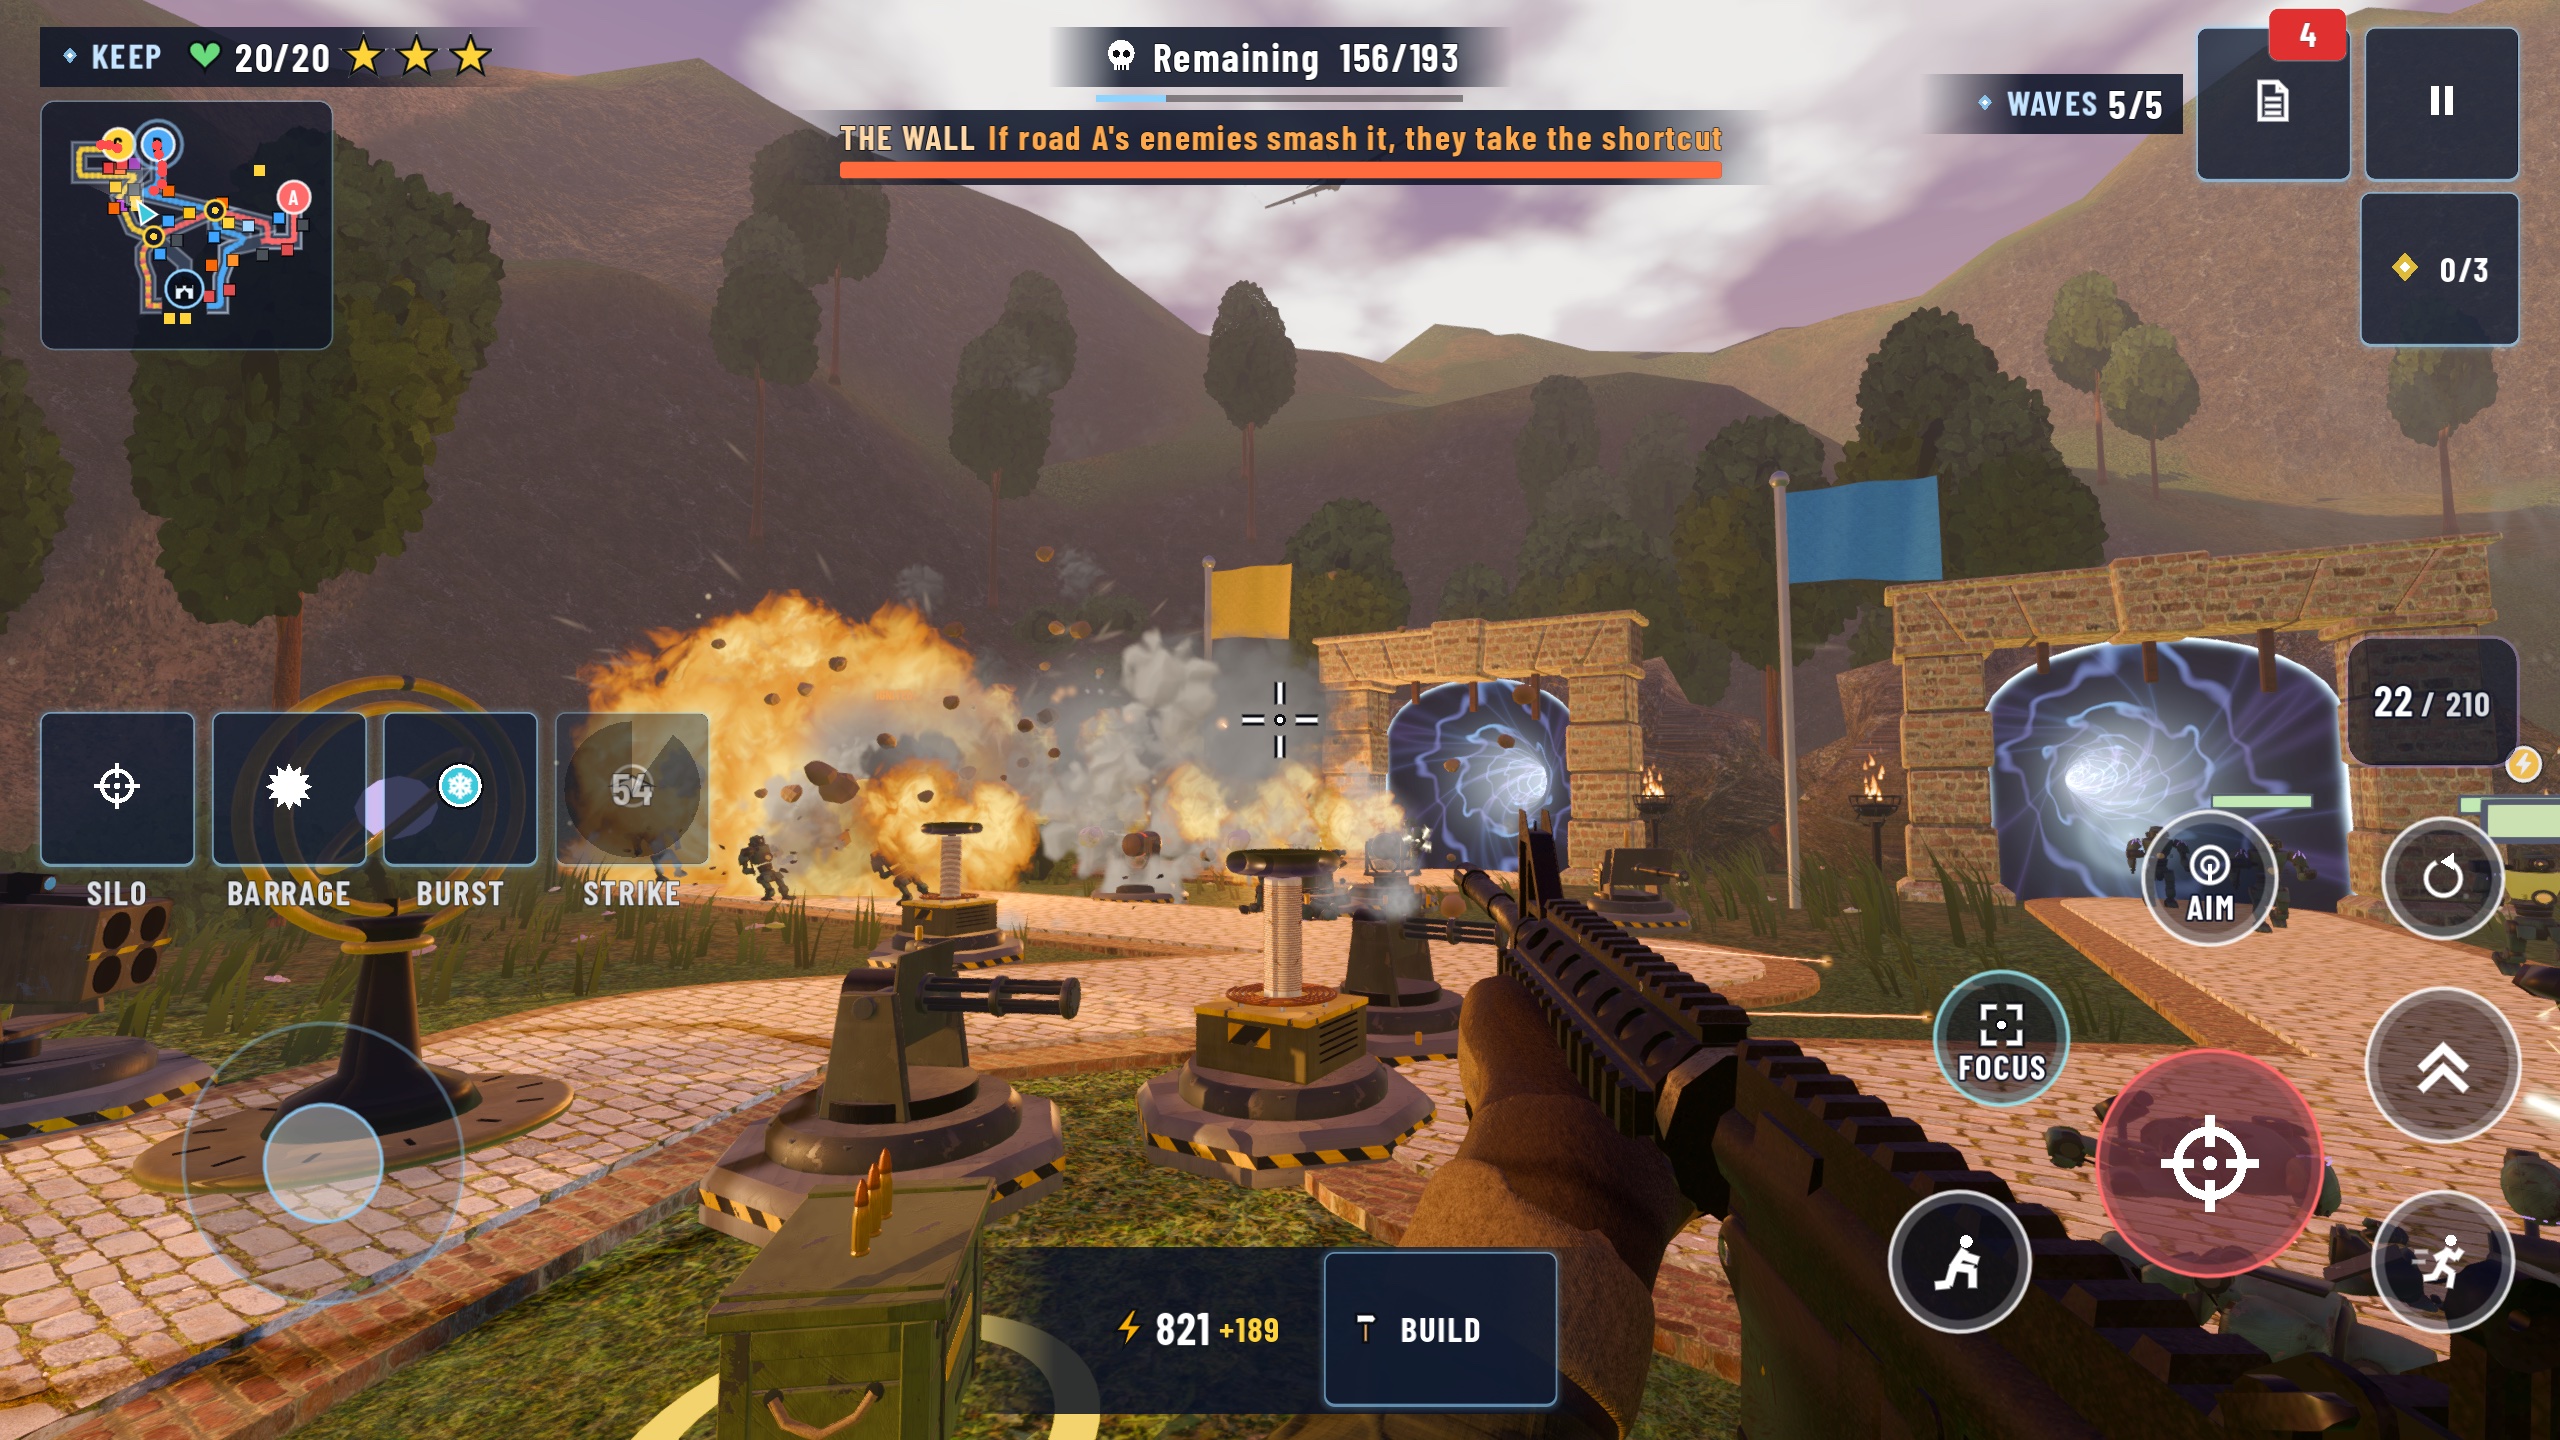 KEEP 20/20
Remaining 156/193
THE WALL If road A's enemies smash it, they take the shortcut
WAVES 5/5
4
0/3
A
22 / 210
54
SILO
BARRAGE
BURST
STRIKE
AIM
FOCUS
821 +189
BUILD